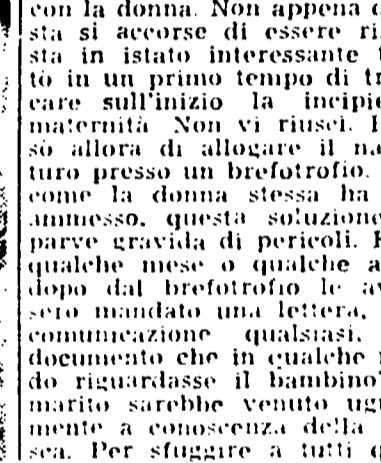 con la donna. Non appena
sta si accorse di essere ri
sta in istato interessante
tò in un primo tempo di
care sull'inizio la incipie
maternità Non vi riuscì.
sò allora di allogare il na
turo presso un brefotrofio.
come la donna stessa ha
ammesso, questa soluzione
parve gravida di pericoli.
qualche mese o qualche a
dopo dal brefotrofio le av
sero mandato una lettera,
comunicazione qualsiasi,
documento che in qualche
do riguardasse il bambino
marito sarebbe venuto ugu
mente a conoscenza della
sca. Per sfuggire a tutti